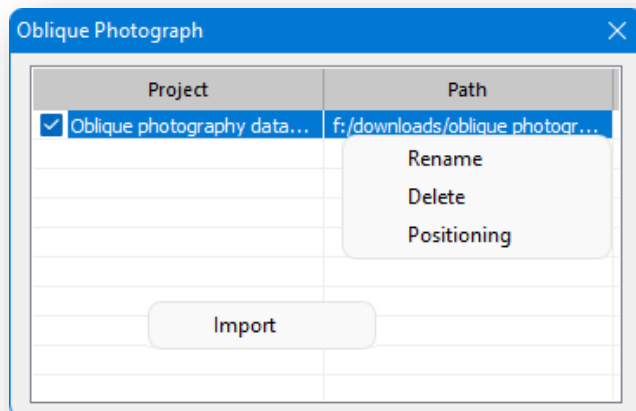 Oblique Photograph
Project Path
Oblique photography data... f:/downloads/oblique photogr...
Rename
Delete
Positioning
Import